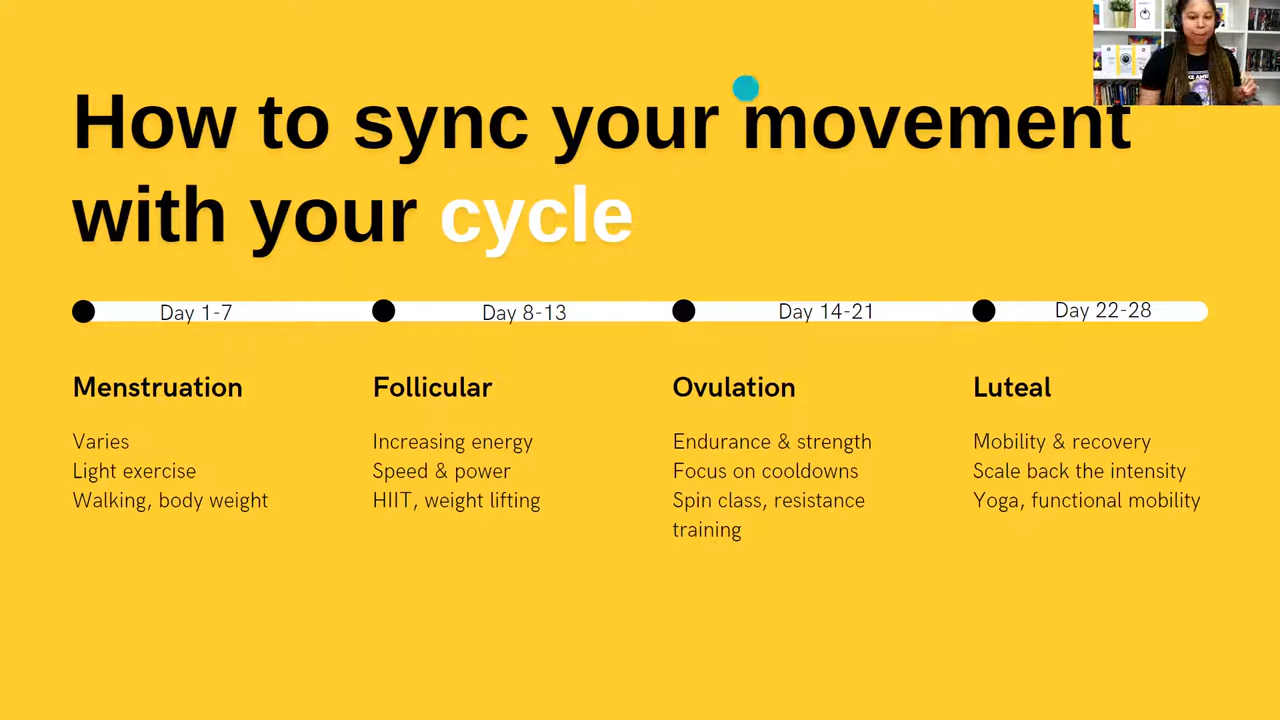 How to sync your movement
with your cycle
Day 1-7
Day 8-13
Day 14-21
Day 22-28
Menstruation
Varies
Light exercise
Walking, body weight
Follicular
Increasing energy
Speed & power
HIIT, weight lifting
Ovulation
Endurance & strength
Focus on cooldowns
Spin class, resistance
training
Luteal
Mobility & recovery
Scale back the intensity
Yoga, functional mobility